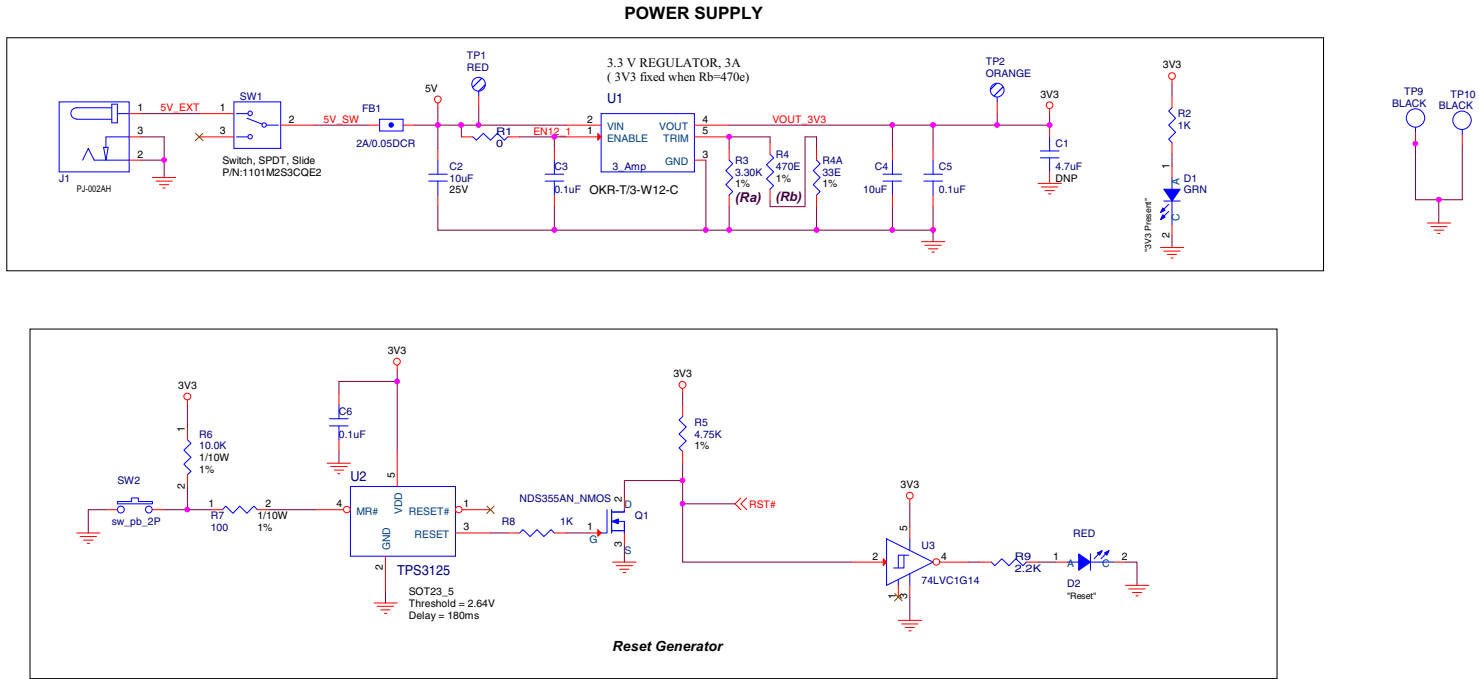 POWER SUPPLY
TP1
RED
3.3 V REGULATOR, 3A
( 3V3 fixed when Rb=470e)
TP2
ORANGE
3V3
TP9
BLACK
TP10
BLACK
J1
PJ-002AH
1
3
2
5V_EXT
SW1
1
3
2
Switch, SPDT, Slide
P/N:1101M2S3CQE2
5V_SW
FB1
2A/0.05DCR
5V
C2
10uF
25V
R1
0
EN12_1
C3
0.1uF
U1
2
1
VIN
ENABLE
VOUT
TRIM
GND
3_Amp
4
5
3
OKR-T/3-W12-C
VOUT_3V3
R3
3.30K
1%
(Ra)
R4
470E
1%
(Rb)
R4A
33E
1%
C4
10uF
C5
0.1uF
3V3
C1
4.7uF
DNP
R2
1K
1
A
D1
GRN
C
2
"3V3 Present"
3V3
3V3
R6
10.0K
1/10W
1%
1
2
SW2
sw_pb_2P
1
R7
100
2
1/10W
1%
C6
0.1uF
U2
5
4
MR#
VDD
RESET#
GND
RESET
1
3
2
TPS3125
SOT23_5
Threshold = 2.64V
Delay = 180ms
R8
1K
NDS355AN_NMOS
2
D
Q1
1
G
3
S
3V3
R5
4.75K
1%
RST#
3V3
5
U3
2
4
74LVC1G14
1
3
R9
2.2K
RED
1
A
C
2
D2
"Reset"
Reset Generator